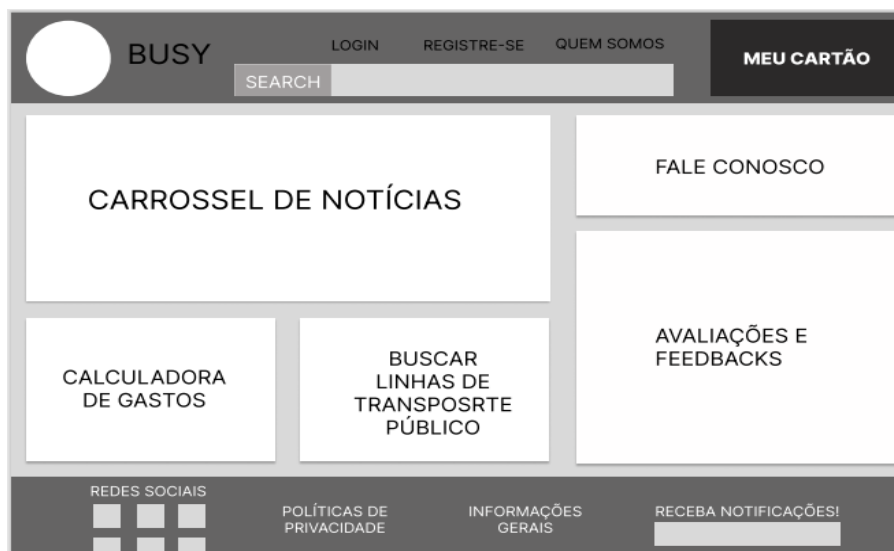 BUSY
LOGIN
REGISTRE-SE
QUEM SOMOS
SEARCH
MEU CARTÃO
CARROSSEL DE NOTÍCIAS
FALE CONOSCO
CALCULADORA
DE GASTOS
BUSCAR
LINHAS DE
TRANSPOSRTE
PÚBLICO
AVALIAÇÕES E
FEEDBACKS
REDES SOCIAIS
POLÍTICAS DE
PRIVACIDADE
INFORMAÇÕES
GERAIS
RECEBA NOTIFICAÇÕES!